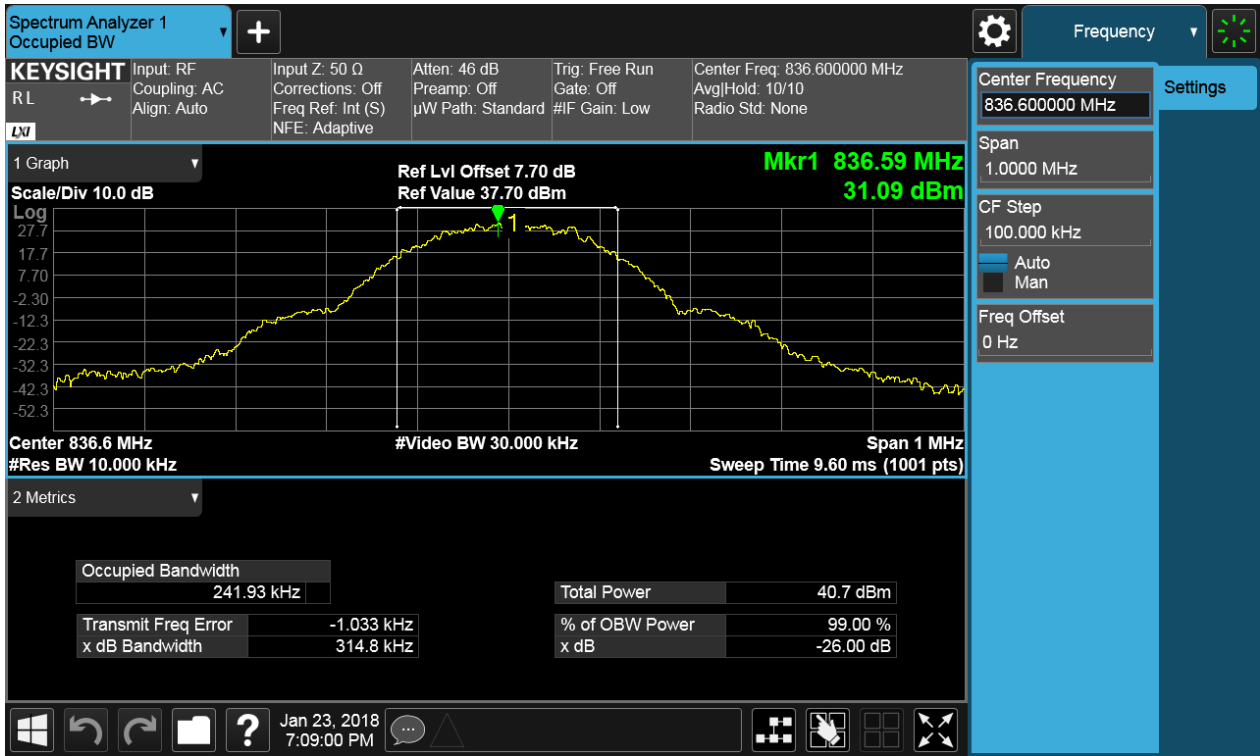 Spectrum Analyzer 1
Occupied BW
Frequency
KEYSIGHT
R L
LXI
Input: RF
Coupling: AC
Align: Auto
Input Z: 50 Ω
Corrections: Off
Freq Ref: Int (S)
NFE: Adaptive
Atten: 46 dB
Preamp: Off
µW Path: Standard
Trig: Free Run
Gate: Off
#IF Gain: Low
Center Freq: 836.600000 MHz
Avg|Hold: 10/10
Radio Std: None
Center Frequency
836.600000 MHz
Settings
Span
1.0000 MHz
CF Step
100.000 kHz
Auto
Man
Freq Offset
0 Hz
1 Graph
Scale/Div 10.0 dB
Ref Lvl Offset 7.70 dB
Ref Value 37.70 dBm
Mkr1 836.59 MHz
31.09 dBm
Log
27.7
17.7
7.70
-2.30
-12.3
-22.3
-32.3
-42.3
-52.3
1
Center 836.6 MHz
#Video BW 30.000 kHz
Span 1 MHz
#Res BW 10.000 kHz
Sweep Time 9.60 ms (1001 pts)
2 Metrics
Occupied Bandwidth
241.93 kHz
Total Power 40.7 dBm
Transmit Freq Error -1.033 kHz
% of OBW Power 99.00 %
x dB Bandwidth 314.8 kHz
x dB -26.00 dB
Jan 23, 2018
7:09:00 PM